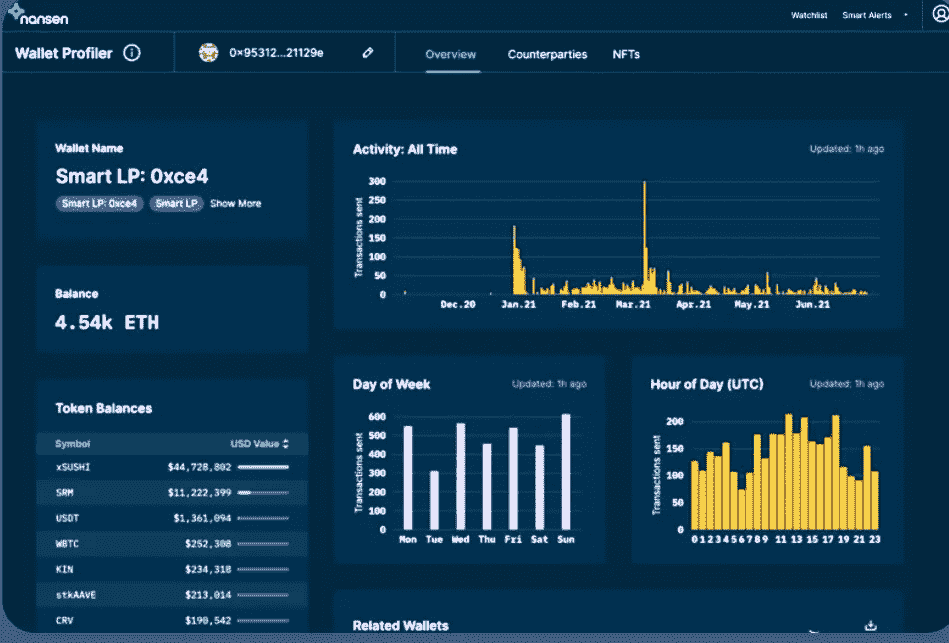 nansen
Watchlist Smart Alerts
Wallet Profiler
0×95312...21129e
Overview Counterparties NFTs
Wallet Name
Smart LP: 0xce4
Smart LP: 0xce4 Smart LP Show More
Balance
4.54k ETH
Token Balances
Symbol USD Value
xSUSHI $44,728,802
SRM $11,222,399
USDT $1,361,094
WBTC $252,308
KIN $234,318
stkAAVE $213,014
CRV $190,542
Activity: All Time Updated: 1h ago
Transactions sent
300
250
200
150
100
50
0
Dec.20 Jan.21 Feb.21 Mar.21 Apr.21 May.21 Jun.21
Day of Week Updated: 1h ago
Transactions sent
600
500
400
300
200
100
0
Mon Tue Wed Thu Fri Sat Sun
Hour of Day (UTC) Updated: 1h ago
Transactions sent
200
150
100
50
0
0 1 2 3 4 5 6 7 8 9 11 13 15 17 19 21 23
Related Wallets